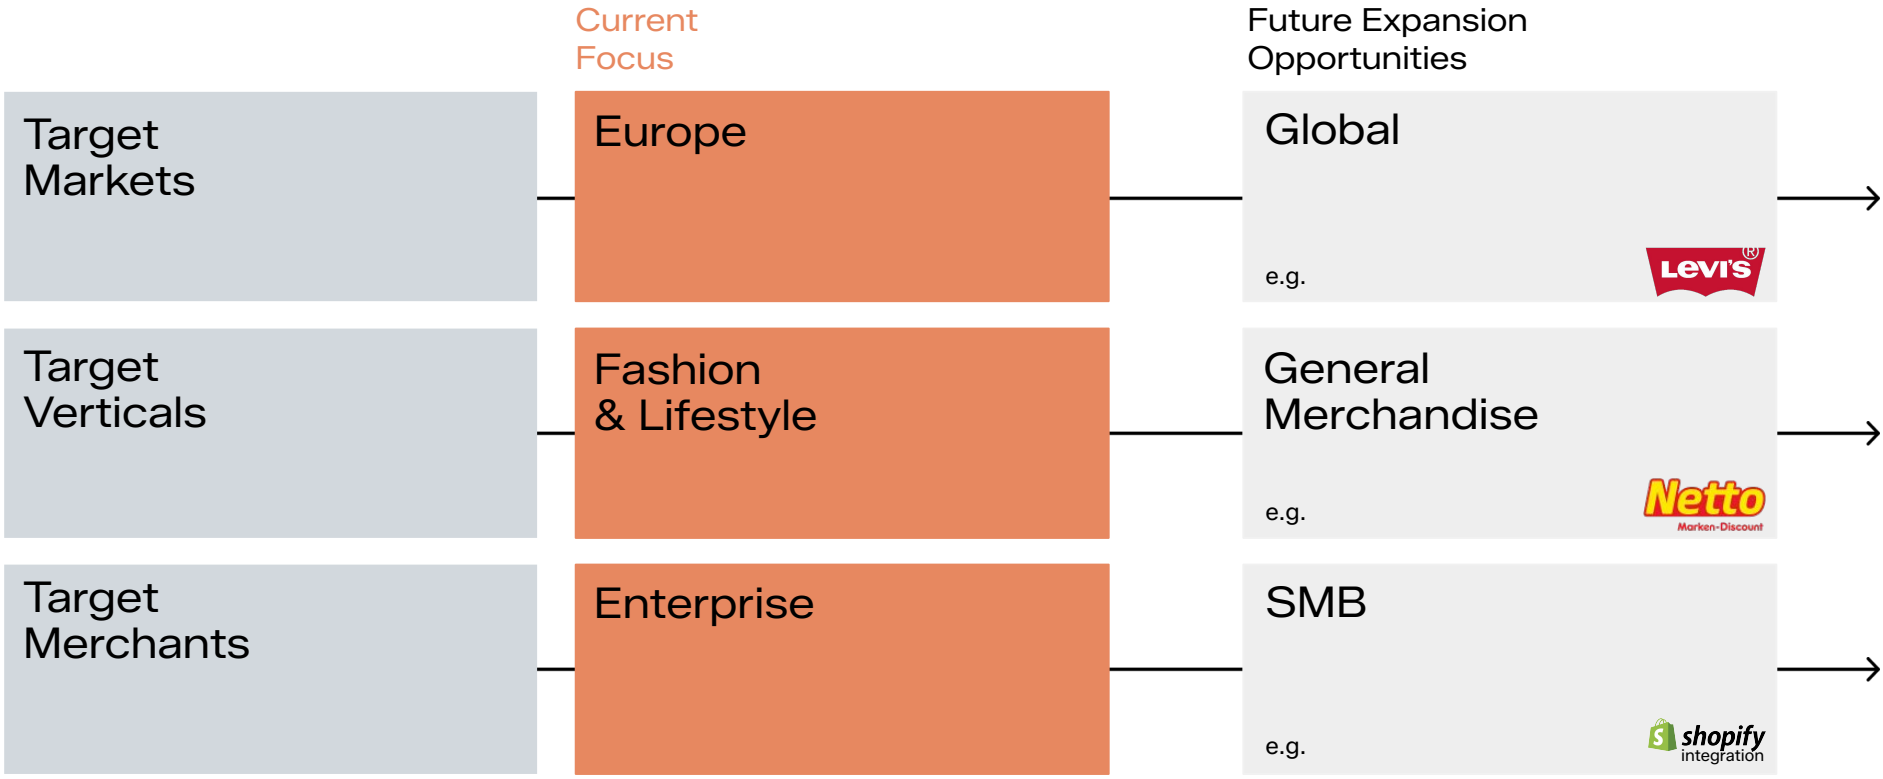 Current
Focus
Future Expansion
Opportunities
Target
Markets
Europe
Global
e.g.
LEVI'S®
Target
Verticals
Fashion
& Lifestyle
General
Merchandise
e.g.
Netto
Marken-Discount
Target
Merchants
Enterprise
SMB
e.g.
S shopify
integration